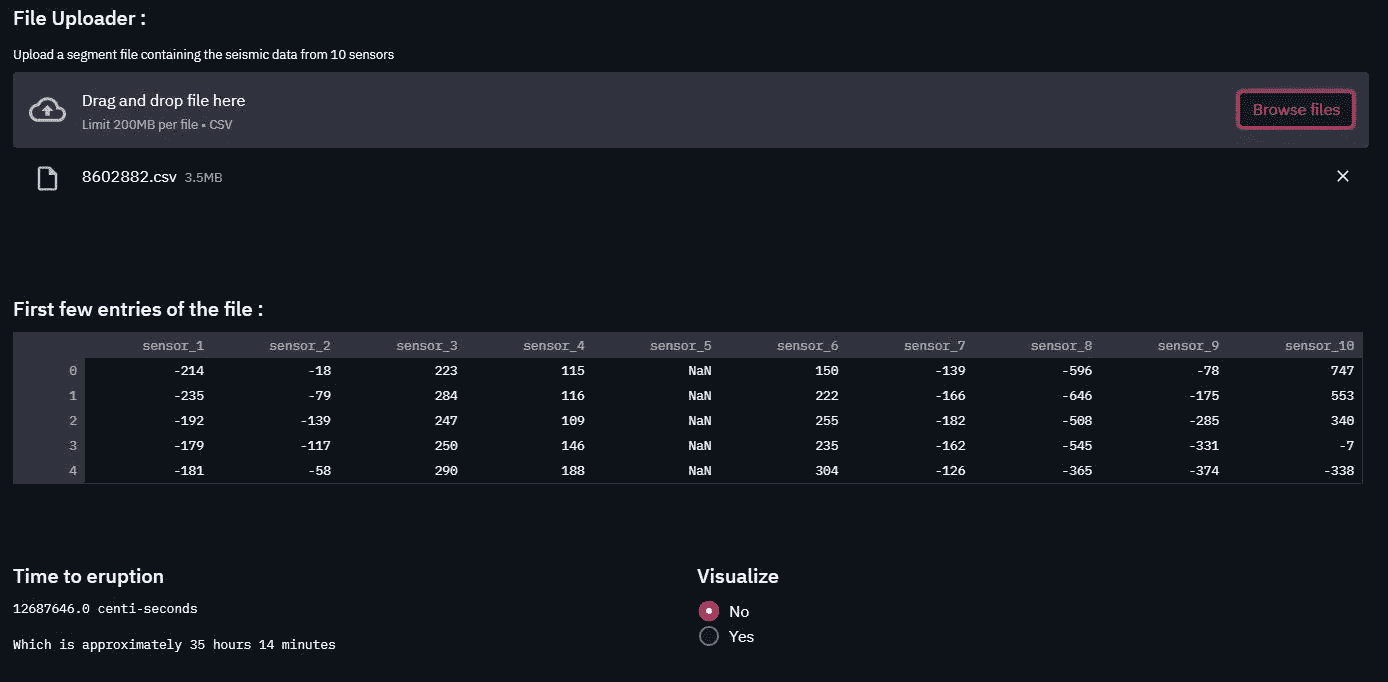 File Uploader :
Upload a segment file containing the seismic data from 10 sensors
Drag and drop file here
Limit 200MB per file • CSV
Browse files
8602882.csv 3.5MB
First few entries of the file :
sensor_1 sensor_2 sensor_3 sensor_4 sensor_5 sensor_6 sensor_7 sensor_8 sensor_9 sensor_10
0 -214 -18 223 115 NaN 150 -139 -596 -78 747
1 -235 -79 284 116 NaN 222 -166 -646 -175 553
2 -192 -139 247 109 NaN 255 -182 -508 -285 340
3 -179 -117 250 146 NaN 235 -162 -545 -331 -7
4 -181 -58 290 188 NaN 304 -126 -365 -374 -338
Time to eruption
12687646.0 centi-seconds
Which is approximately 35 hours 14 minutes
Visualize
No
Yes